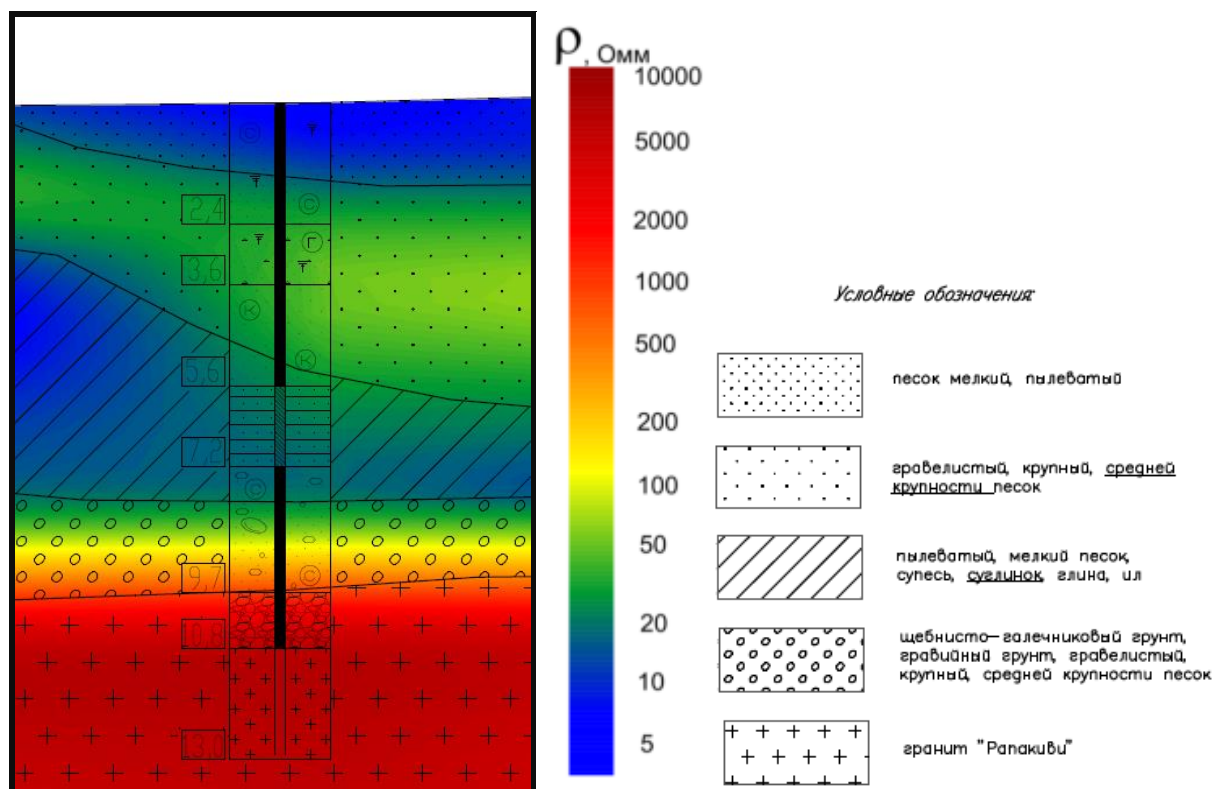 ρ, Омм
10000
5000
2000
1000
500
200
100
50
20
10
5
С
2,4
С
Г
3,6
К
К
5,6
7,2
С
9,7
С
10,8
13,0
Условные обозначения:
песок мелкий, пылеватый
гравелистый, крупный, средней
крупности песок
пылеватый, мелкий песок,
супесь, суглинок, глина, ил
щебнисто-галечниковый грунт,
гравийный грунт, гравелистый,
крупный, средней крупности песок
гранит "Рапакиви"